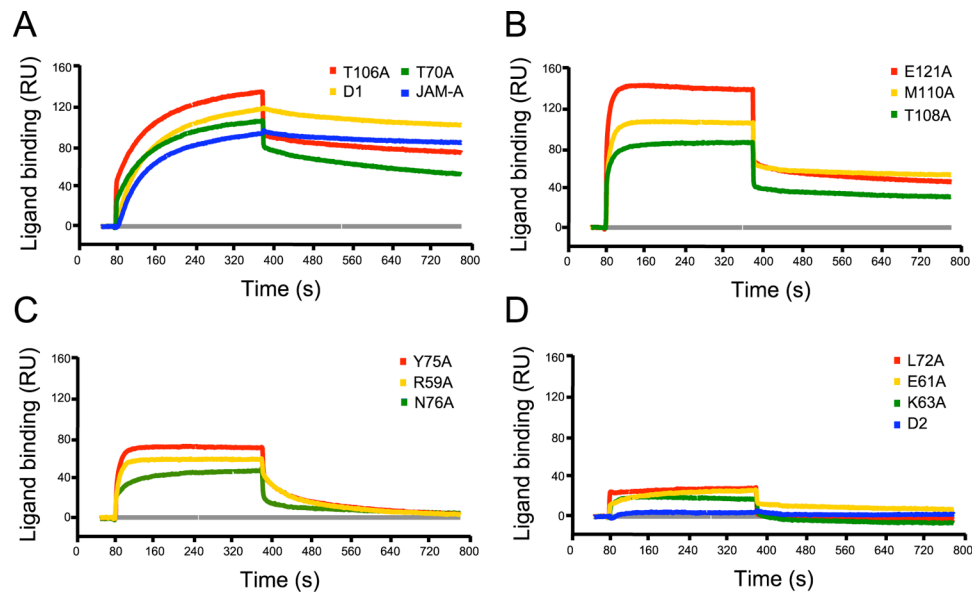 A
Ligand binding (RU)
160
120
80
40
0
T106A T70A
D1 JAM-A
0 80 160 240 320 400 480 560 640 720 800
Time (s)
B
Ligand binding (RU)
160
120
80
40
0
E121A
M110A
T108A
0 80 160 240 320 400 480 560 640 720 800
Time (s)
C
Ligand binding (RU)
160
120
80
40
0
Y75A
R59A
N76A
0 80 160 240 320 400 480 560 640 720 800
Time (s)
D
Ligand binding (RU)
160
120
80
40
0
L72A
E61A
K63A
D2
0 80 160 240 320 400 480 560 640 720 800
Time (s)